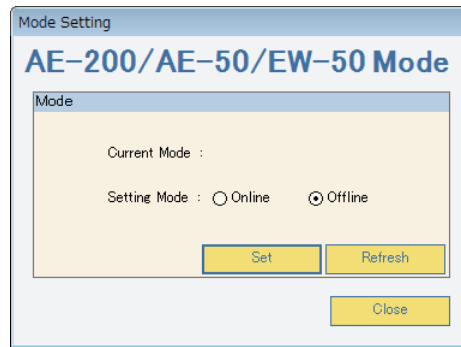 Mode Setting
AE-200/AE-50/EW-50 Mode
Mode
Current Mode :
Setting Mode : Online Offline
Set Refresh
Close